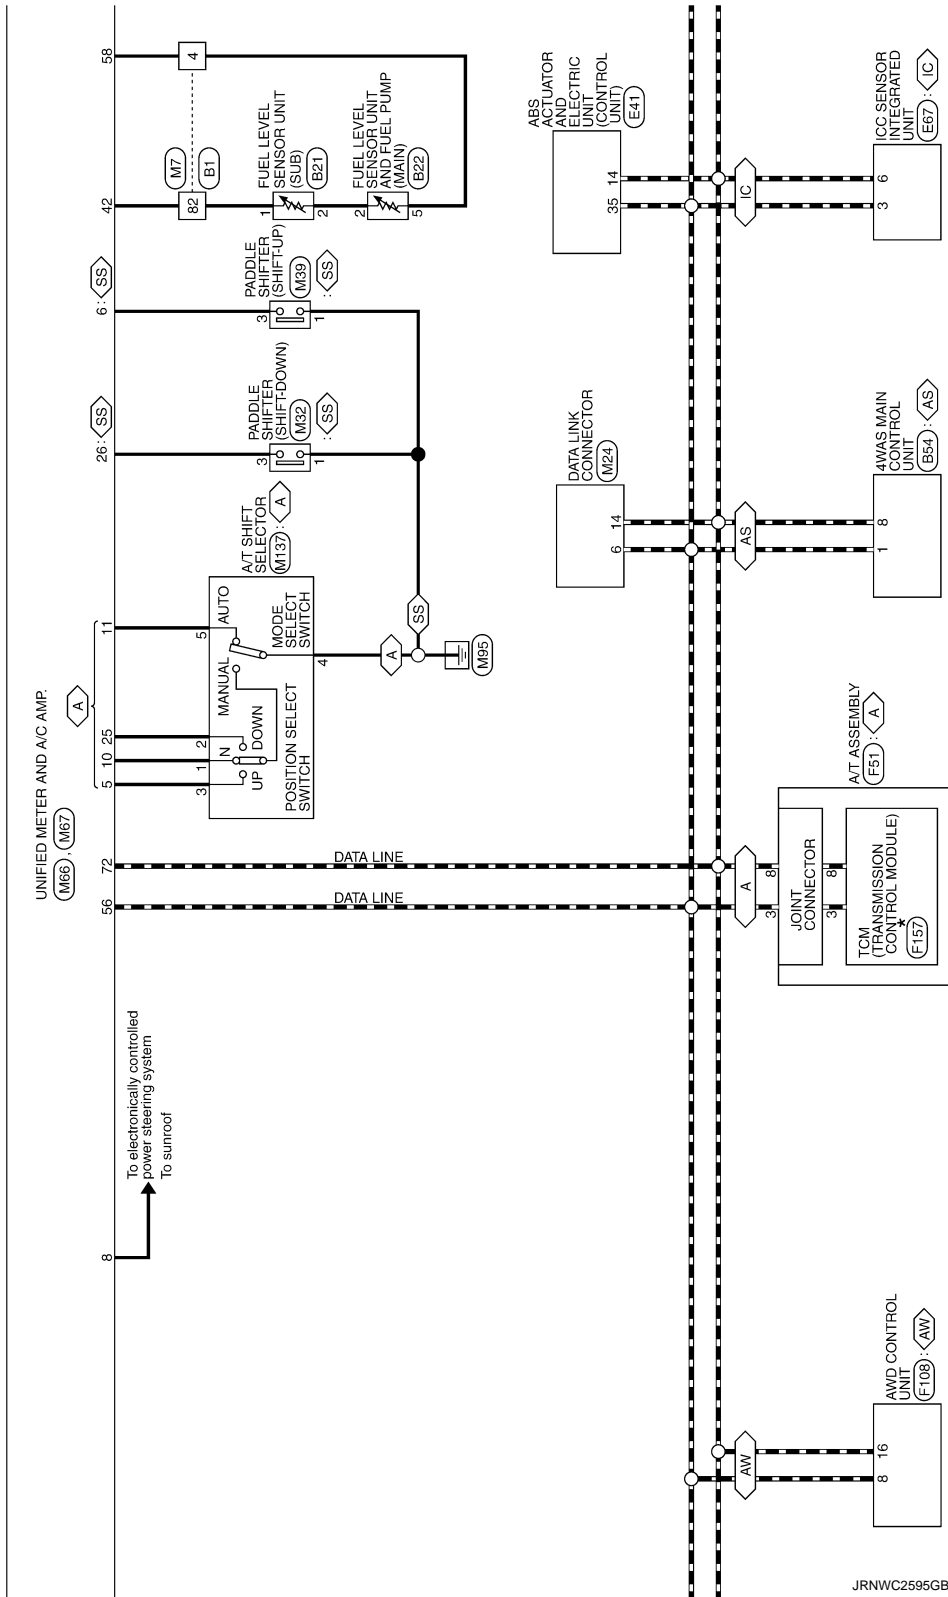 UNIFIED METER AND A/C AMP.
M66 , M67
A
8
To electronically controlled
power steering system
To sunroof
56
72
DATA LINE
DATA LINE
5
10
25
11
3
1
2
5
UP
N
DOWN
MANUAL
AUTO
POSITION SELECT
SWITCH
MODE
SELECT
SWITCH
4
A/T SHIFT
SELECTOR
M137 : A
A
SS
M95
26 : SS
3
PADDLE
SHIFTER
(SHIFT-DOWN)
M32
: SS
1
6 : SS
3
PADDLE
SHIFTER
(SHIFT-UP)
M39
: SS
1
42
58
82
4
M7
B1
1
FUEL LEVEL
SENSOR UNIT
(SUB)
B21
2
2
FUEL LEVEL
SENSOR UNIT
AND FUEL PUMP
(MAIN)
B22
5
DATA LINK
CONNECTOR
M24
6
14
ABS
ACTUATOR
AND
ELECTRIC
UNIT
(CONTROL
UNIT)
E41
35
14
AW
8
16
AWD CONTROL
UNIT
F108 : AW
A
3
8
JOINT
CONNECTOR
3
8
TCM
(TRANSMISSION
CONTROL MODULE)
*
F157
A/T ASSEMBLY
F51 : A
AS
1
8
4WAS MAIN
CONTROL
UNIT
B54 : AS
IC
3
6
ICC SENSOR
INTEGRATED
UNIT
E67 : IC
JRNWC2595GB